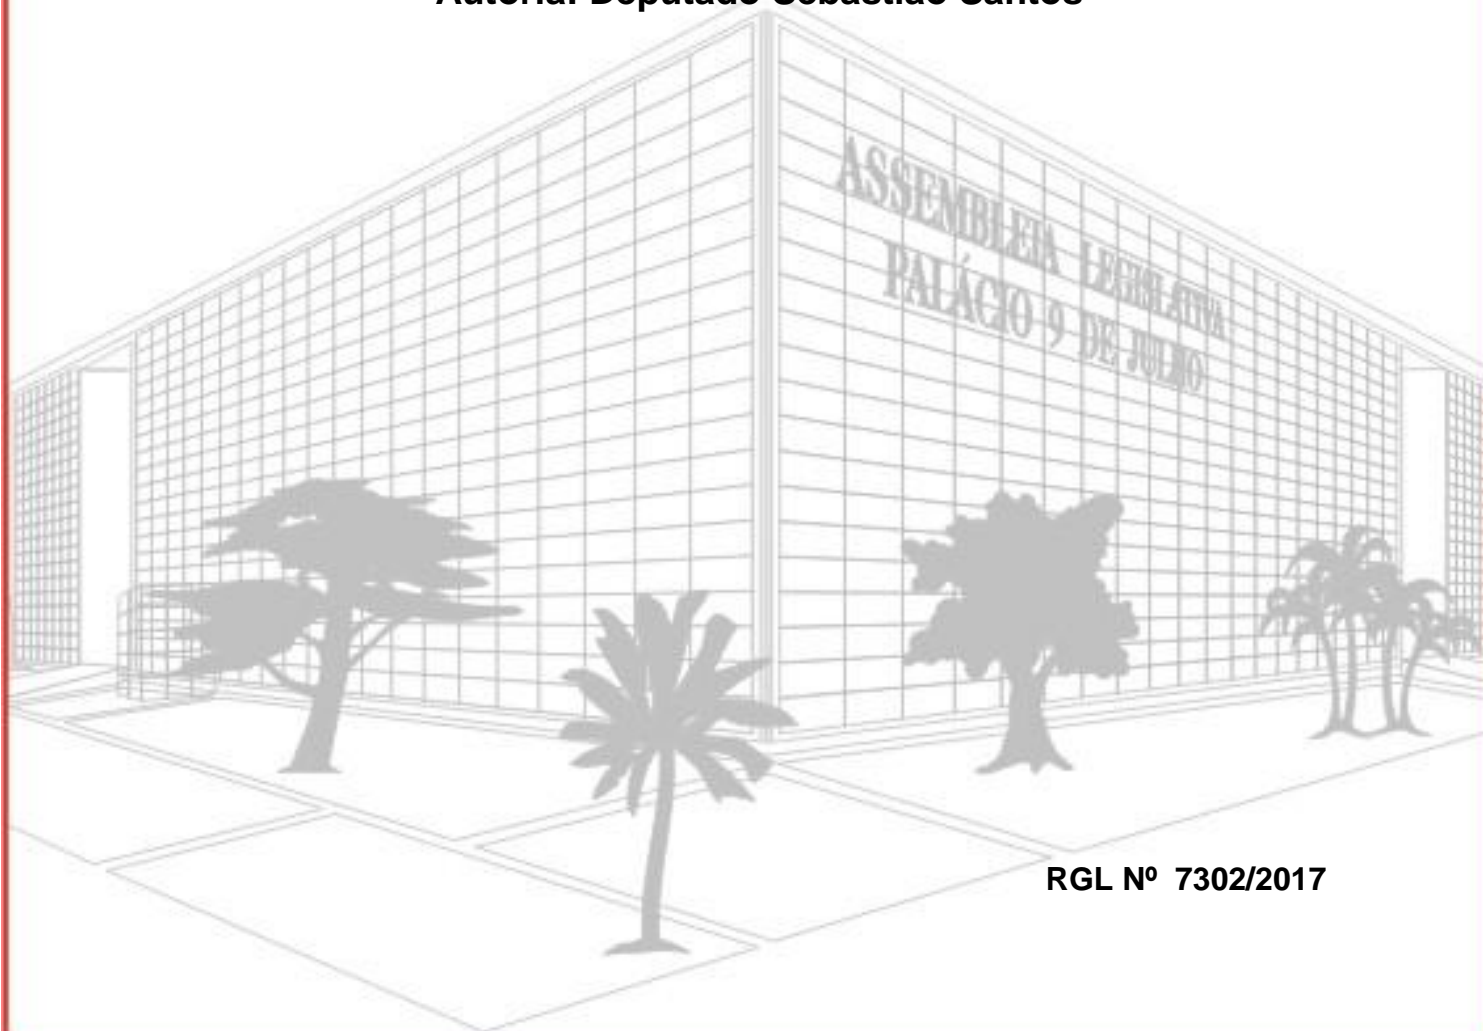 Autoria: Deputado Sebastião Santos
ASSEMBLEIA LEGISLATIVA
PALÁCIO 9 DE JULHO
RGL Nº 7302/2017